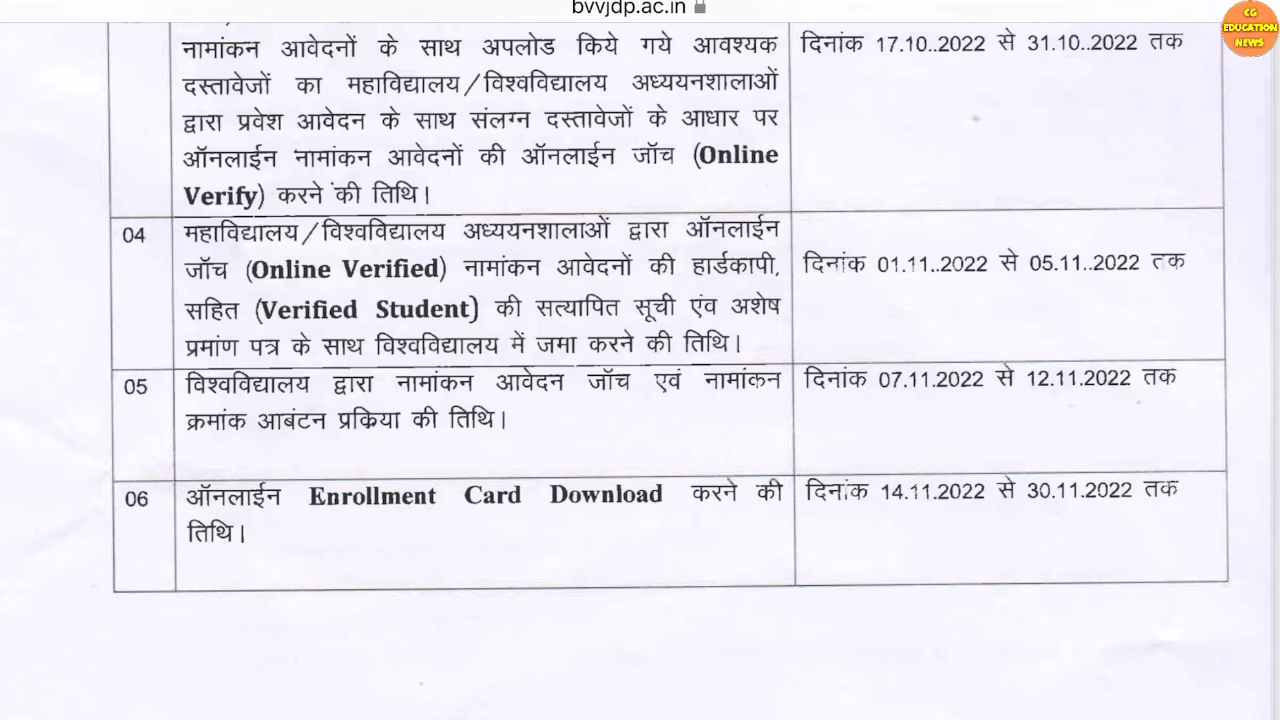 bvvjdp.ac.in
CG
EDUCATION
NEWS
नामांकन आवेदनों के साथ अपलोड किये गये आवश्यक
दस्तावेजों का महाविद्यालय/विश्वविद्यालय अध्ययनशालाओं
द्वारा प्रवेश आवेदन के साथ संलग्न दस्तावेजों के आधार पर
ऑनलाईन नामांकन आवेदनों की ऑनलाईन जॉच (Online
Verify) करने की तिथि।
दिनांक 17.10..2022 से 31.10..2022 तक
04
महाविद्यालय/विश्वविद्यालय अध्ययनशालाओं द्वारा ऑनलाईन
जॉच (Online Verified) नामांकन आवेदनों की हार्डकापी,
सहित (Verified Student) की सत्यापित सूची एंव अशेष
प्रमांण पत्र के साथ विश्वविद्यालय में जमा करने की तिथि।
दिनांक 01.11..2022 से 05.11..2022 तक
05
विश्वविद्यालय द्वारा नामांकन आवेदन जॉच एवं नामांकन
क्रमांक आबंटन प्रक्रिया की तिथि।
दिनांक 07.11.2022 से 12.11.2022 तक
06
ऑनलाईन Enrollment Card Download करने की
तिथि।
दिनांक 14.11.2022 से 30.11.2022 तक